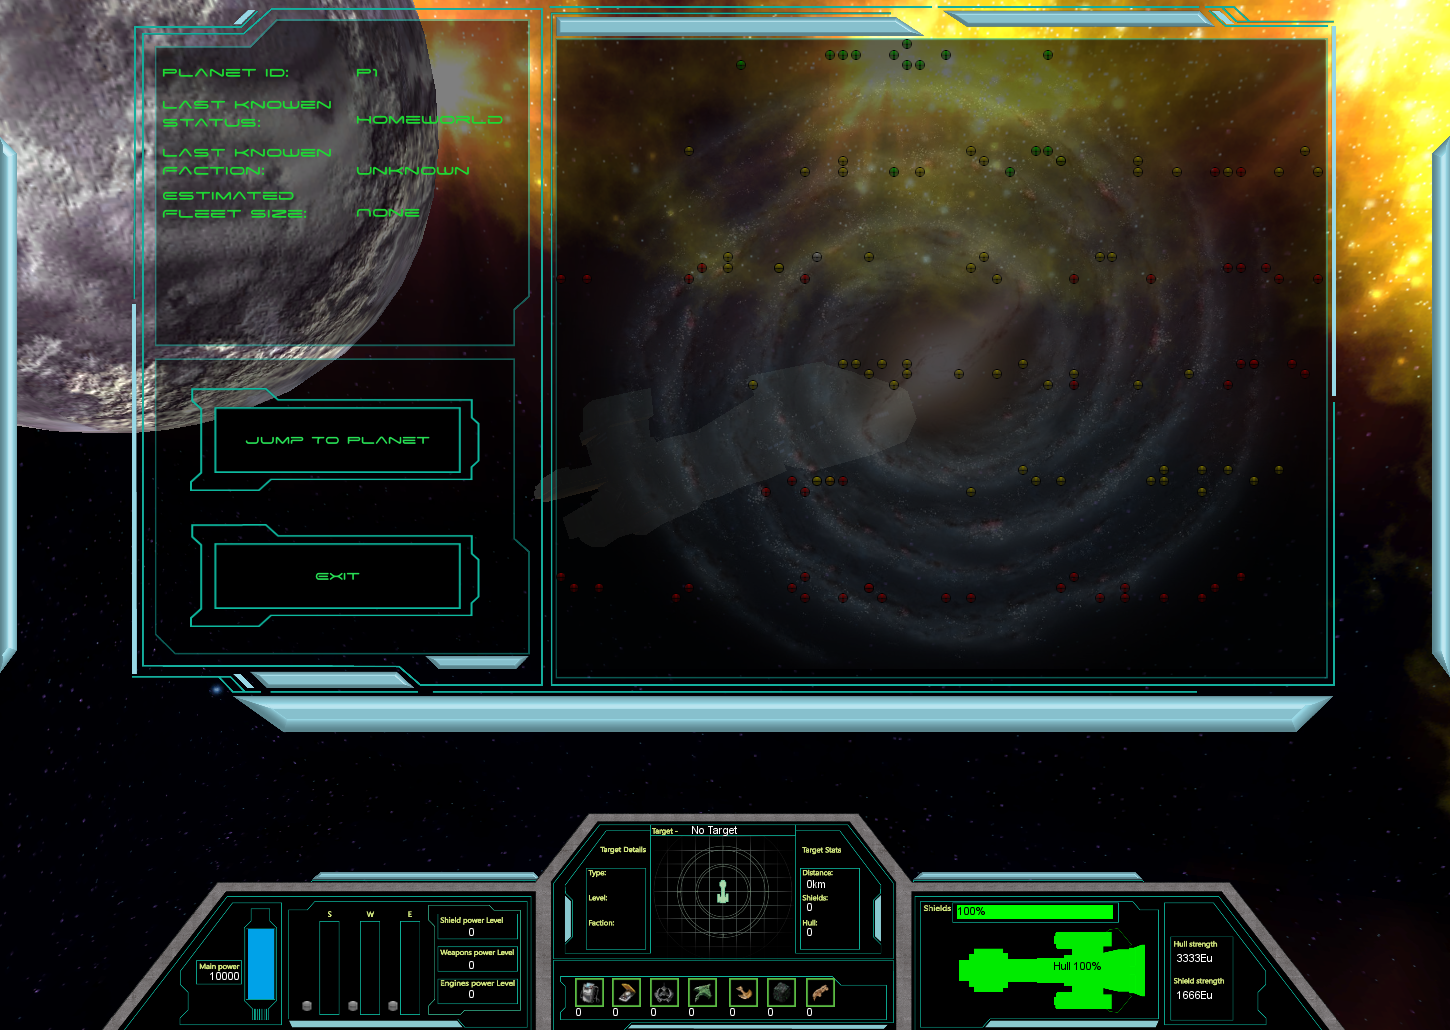 PLANET ID: P1
LAST KNOWEN
STATUS: HOMEWORLD
LAST KNOWEN
FACTION: UNKNOWN
ESTIMATED
FLEET SIZE: NONE
JUMP TO PLANET
EXIT
Main power
10000
S W E
Shield power Level
0
Weapons power Level
0
Engines power Level
0
Target - No Target
Target Details
Type:
Level:
Faction:
Target Stats
Distance:
0km
Shields:
0
Hull:
0
0 0 0 0 0 0 0
Shields 100%
Hull 100%
Hull strength
3333Eu
Shield strength
1666Eu